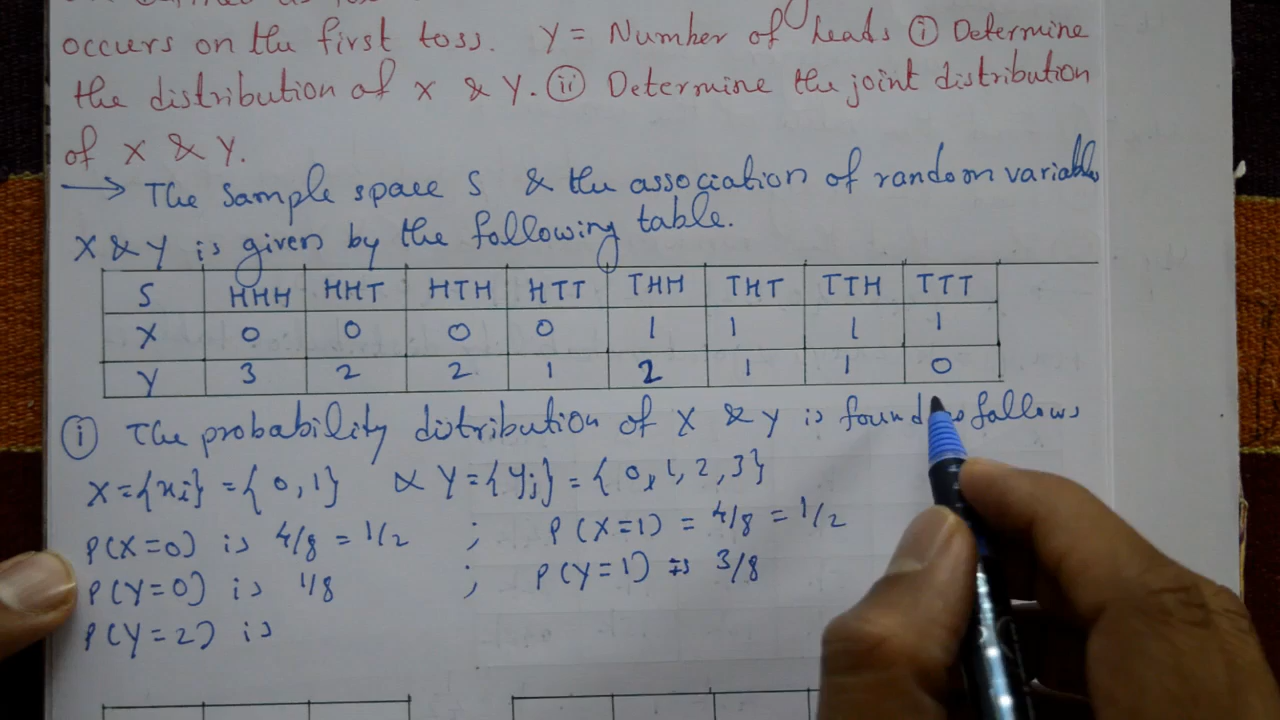 occurs on the first toss. Y = Number of heads (i) Determine
the distribution of X & Y. (ii) Determine the joint distribution
of X & Y.
→ The Sample space S & the association of random variable
X & Y is given by the following table.
S HHH HHT HTH HTT THH THT TTH TTT
X 0 0 0 0 1 1 1 1
Y 3 2 2 1 2 1 1 0
(i) The probability distribution of X & Y is found follows
X = {xi} = {0, 1} & Y = {yj} = {0, 1, 2, 3}
P(X=0) is 4/8 = 1/2 ; P(X=1) = 4/8 = 1/2
P(Y=0) is 1/8 ; P(Y=1) is 3/8
P(Y=2) is